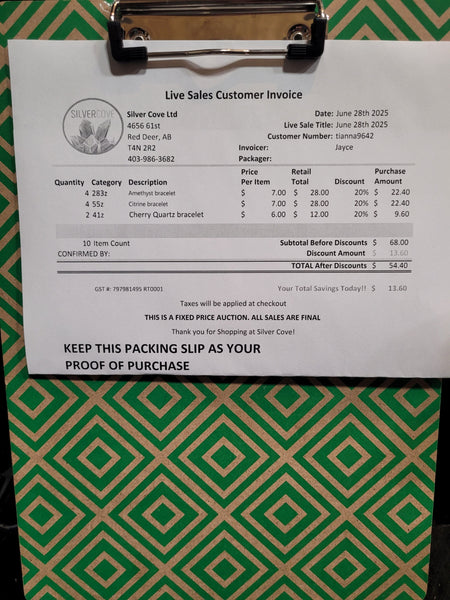 Live Sales Customer Invoice
SILVERCOVE
Silver Cove Ltd
4656 61st
Red Deer, AB
T4N 2R2
403-986-3682
Date: June 28th 2025
Live Sale Title: June 28th 2025
Customer Number: tianna9642
Invoicer: Jayce
Packager:
Quantity Category Description Price Per Item Retail Total Discount Purchase Amount
4 283z Amethyst bracelet $ 7.00 $ 28.00 20% $ 22.40
4 55z Citrine bracelet $ 7.00 $ 28.00 20% $ 22.40
2 41z Cherry Quartz bracelet $ 6.00 $ 12.00 20% $ 9.60
10 Item Count Subtotal Before Discounts $ 68.00
CONFIRMED BY: Discount Amount $ 13.60
TOTAL After Discounts $ 54.40
GST #: 797981495 RT0001 Your Total Savings Today!! $ 13.60
Taxes will be applied at checkout
THIS IS A FIXED PRICE AUCTION. ALL SALES ARE FINAL
Thank you for Shopping at Silver Cove!
KEEP THIS PACKING SLIP AS YOUR
PROOF OF PURCHASE